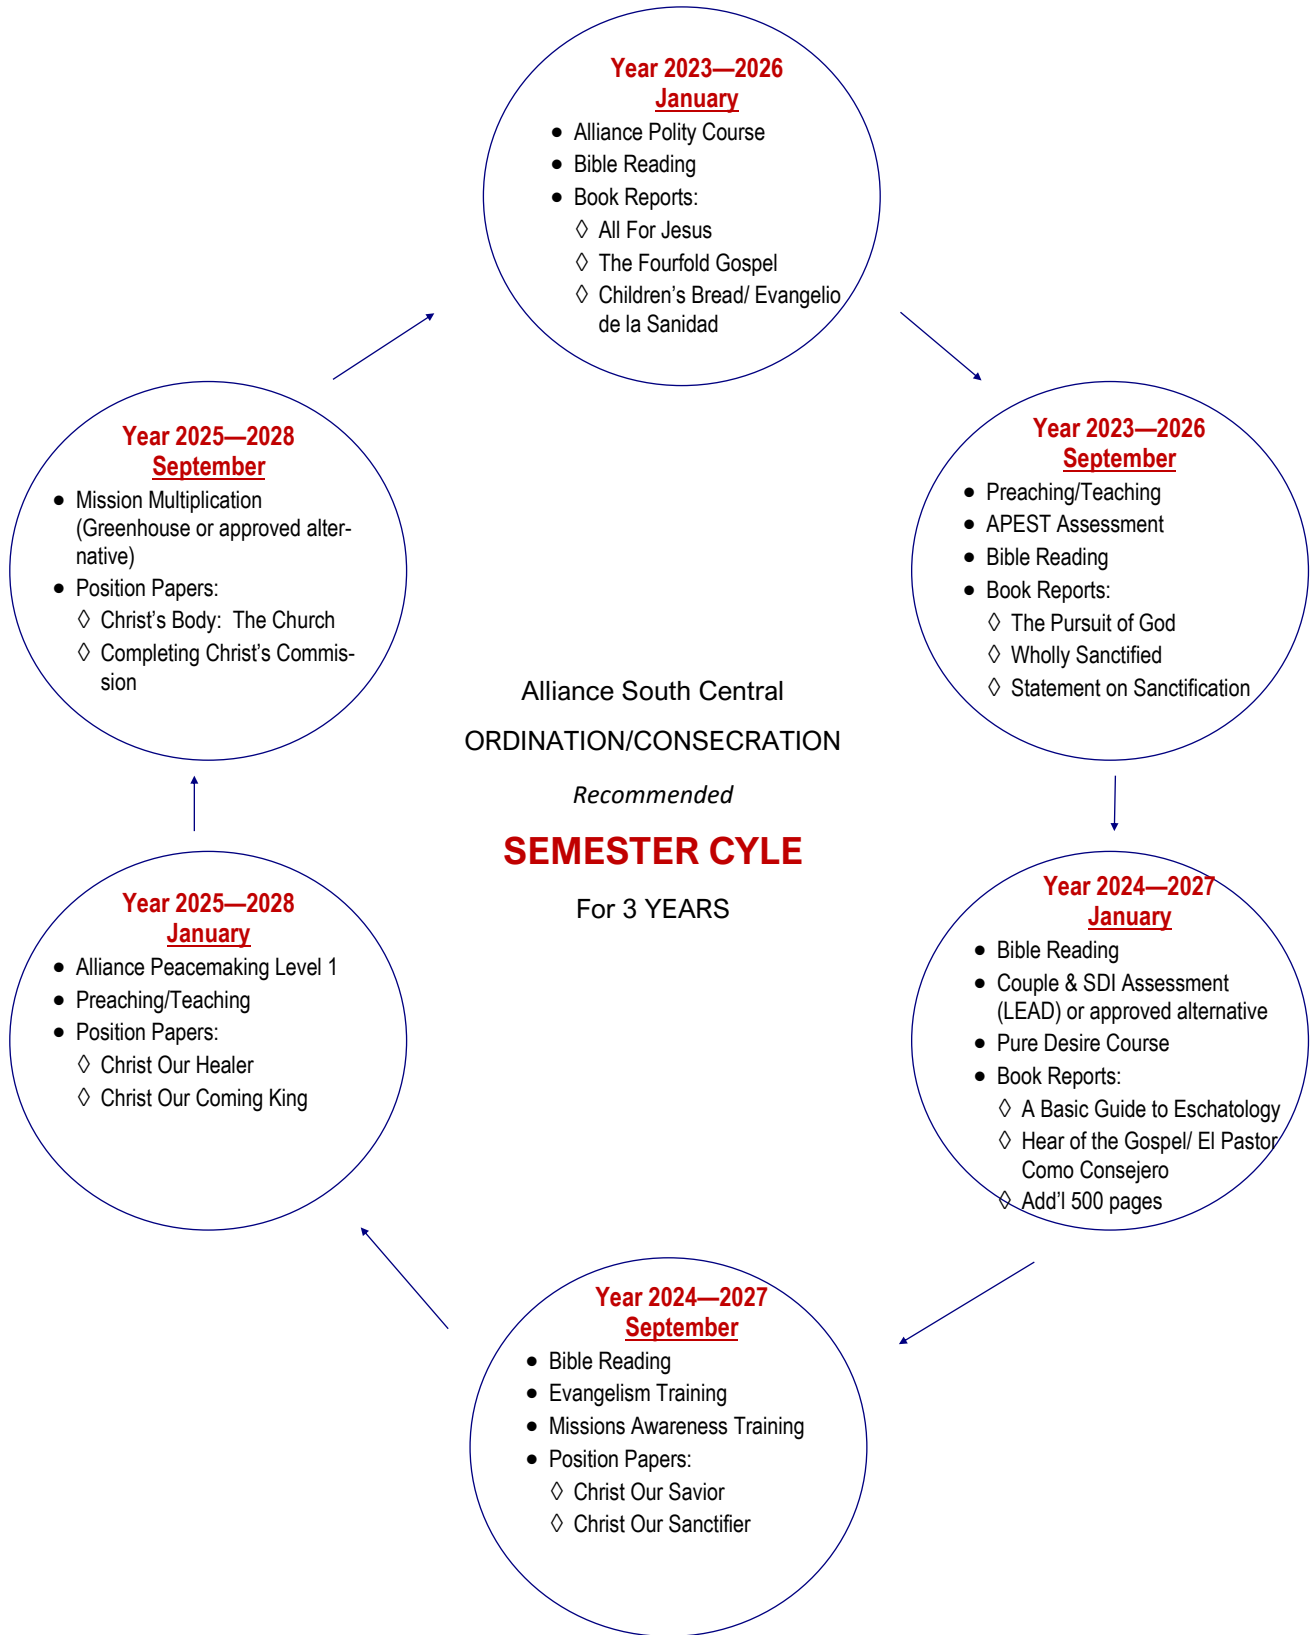 Year 2023—2026
January
● Alliance Polity Course
● Bible Reading
● Book Reports:
◊ All For Jesus
◊ The Fourfold Gospel
◊ Children’s Bread/ Evangelio
de la Sanidad
Year 2023—2026
September
● Preaching/Teaching
● APEST Assessment
● Bible Reading
● Book Reports:
◊ The Pursuit of God
◊ Wholly Sanctified
◊ Statement on Sanctification
Year 2024—2027
January
● Bible Reading
● Couple & SDI Assessment
(LEAD) or approved alternative
● Pure Desire Course
● Book Reports:
◊ A Basic Guide to Eschatology
◊ Hear of the Gospel/ El Pastor
Como Consejero
◊ Add’l 500 pages
Year 2024—2027
September
● Bible Reading
● Evangelism Training
● Missions Awareness Training
● Position Papers:
◊ Christ Our Savior
◊ Christ Our Sanctifier
Year 2025—2028
January
● Alliance Peacemaking Level 1
● Preaching/Teaching
● Position Papers:
◊ Christ Our Healer
◊ Christ Our Coming King
Year 2025—2028
September
● Mission Multiplication
(Greenhouse or approved alter-
native)
● Position Papers:
◊ Christ’s Body:  The Church
◊ Completing Christ’s Commis-
sion
Alliance South Central
ORDINATION/CONSECRATION
Recommended
SEMESTER CYLE
For 3 YEARS